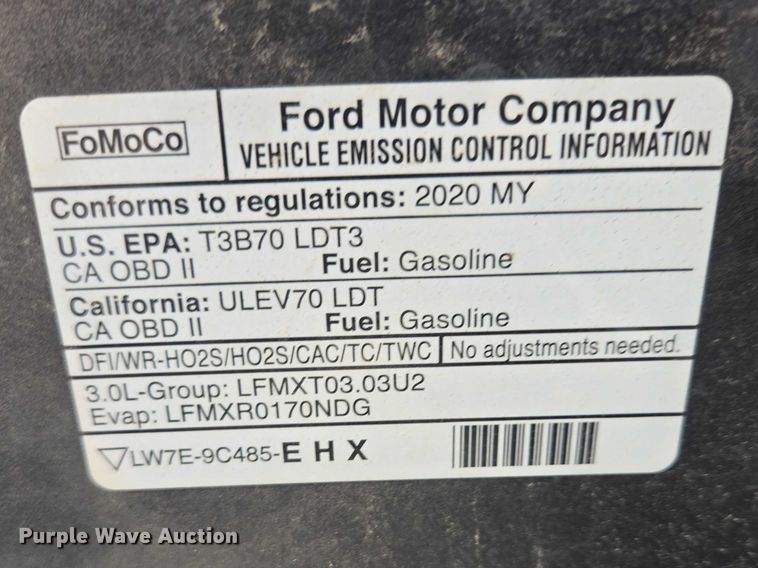 FoMoCo
Ford Motor Company
VEHICLE EMISSION CONTROL INFORMATION
Conforms to regulations: 2020 MY
U.S. EPA: T3B70 LDT3
CA OBD II Fuel: Gasoline
California: ULEV70 LDT
CA OBD II Fuel: Gasoline
DFI/WR-HO2S/HO2S/CAC/TC/TWC No adjustments needed.
3.0L-Group: LFMXT03.03U2
Evap: LFMXR0170NDG
▽LW7E-9C485-E H X
Purple Wave Auction